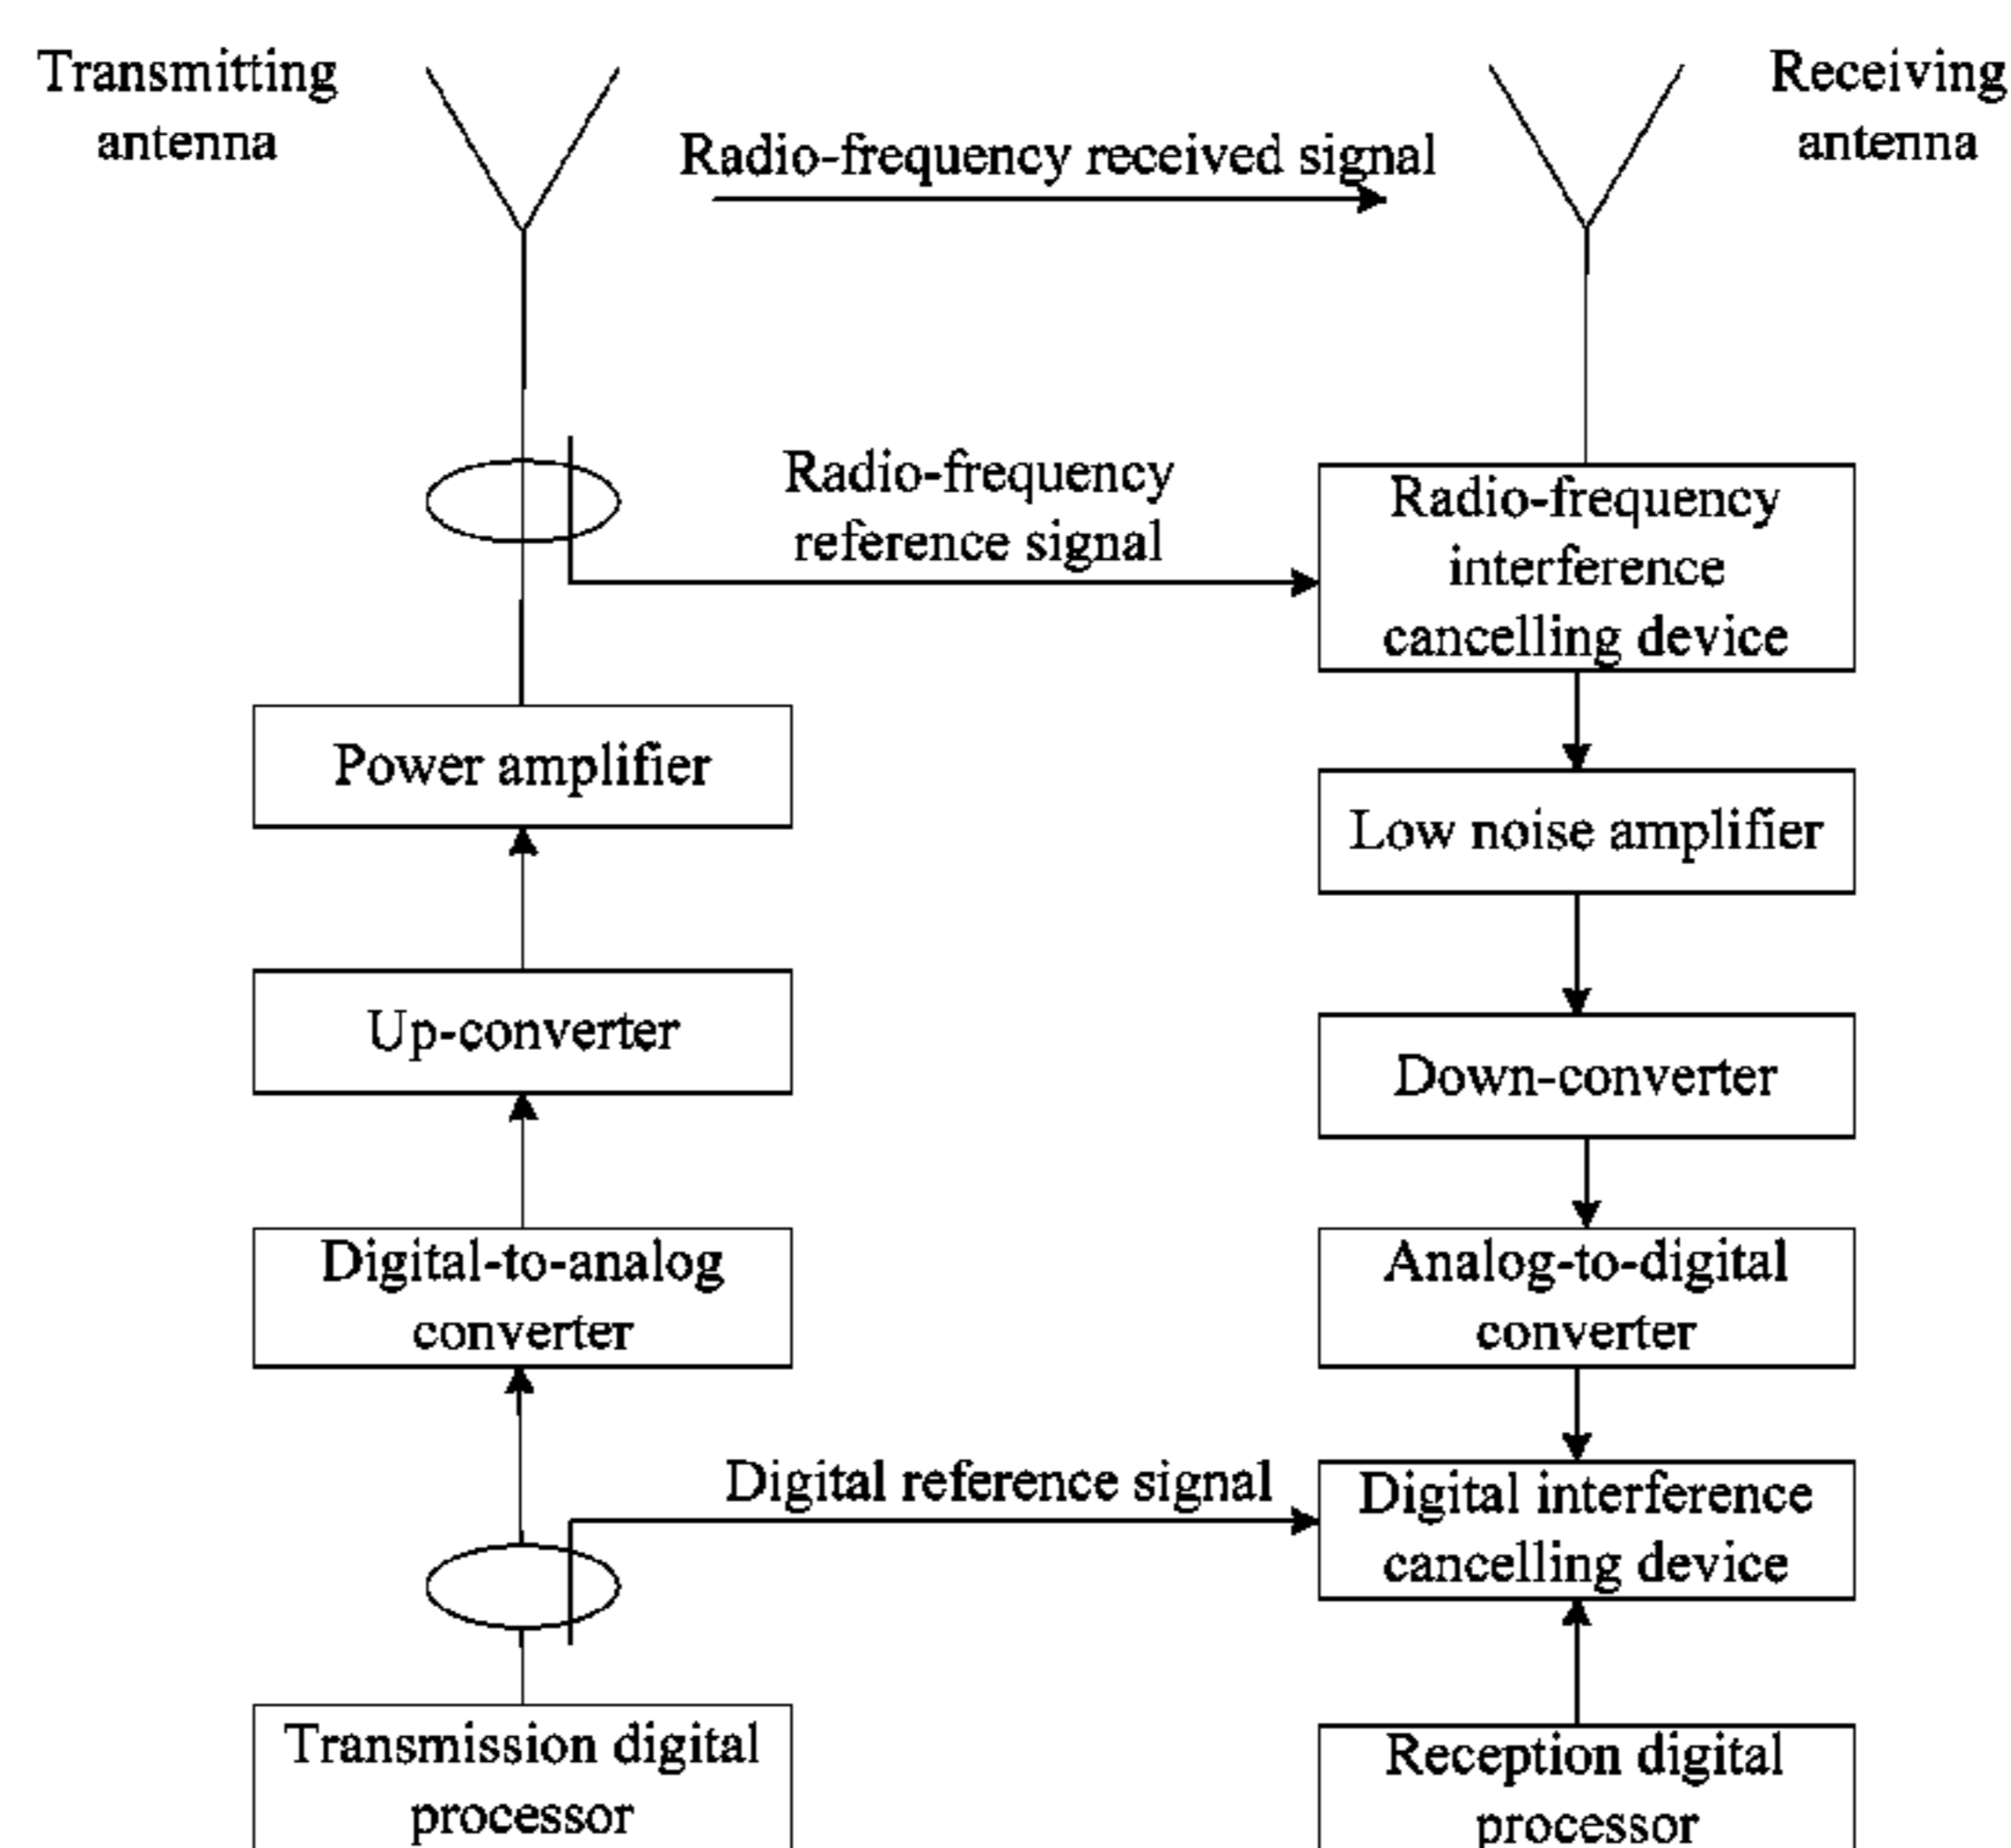 Transmitting
antenna
Radio-frequency received signal
Receiving
antenna
Radio-frequency
reference signal
Radio-frequency
interference
cancelling device
Power amplifier
Low noise amplifier
Up-converter
Down-converter
Digital-to-analog
converter
Analog-to-digital
converter
Digital reference signal
Digital interference
cancelling device
Transmission digital
processor
Reception digital
processor